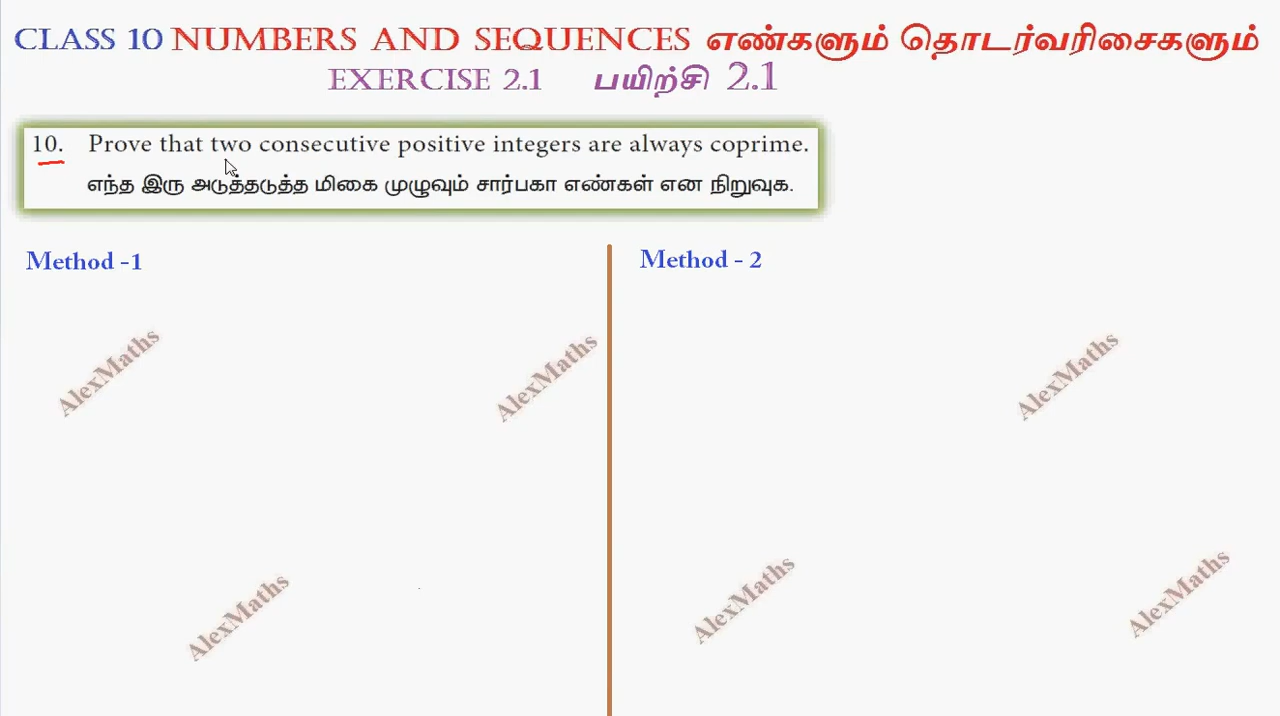 CLASS 10 NUMBERS AND SEQUENCES எண்களும் தொடர்வரிசைகளும்
EXERCISE 2.1 பயிற்சி 2.1
10. Prove that two consecutive positive integers are always coprime.
எந்த இரு அடுத்தடுத்த மிகை முழுவும் சார்பகா எண்கள் என நிறுவுக.
Method -1
Method - 2
AlexMaths
AlexMaths
AlexMaths
AlexMaths
AlexMaths
AlexMaths